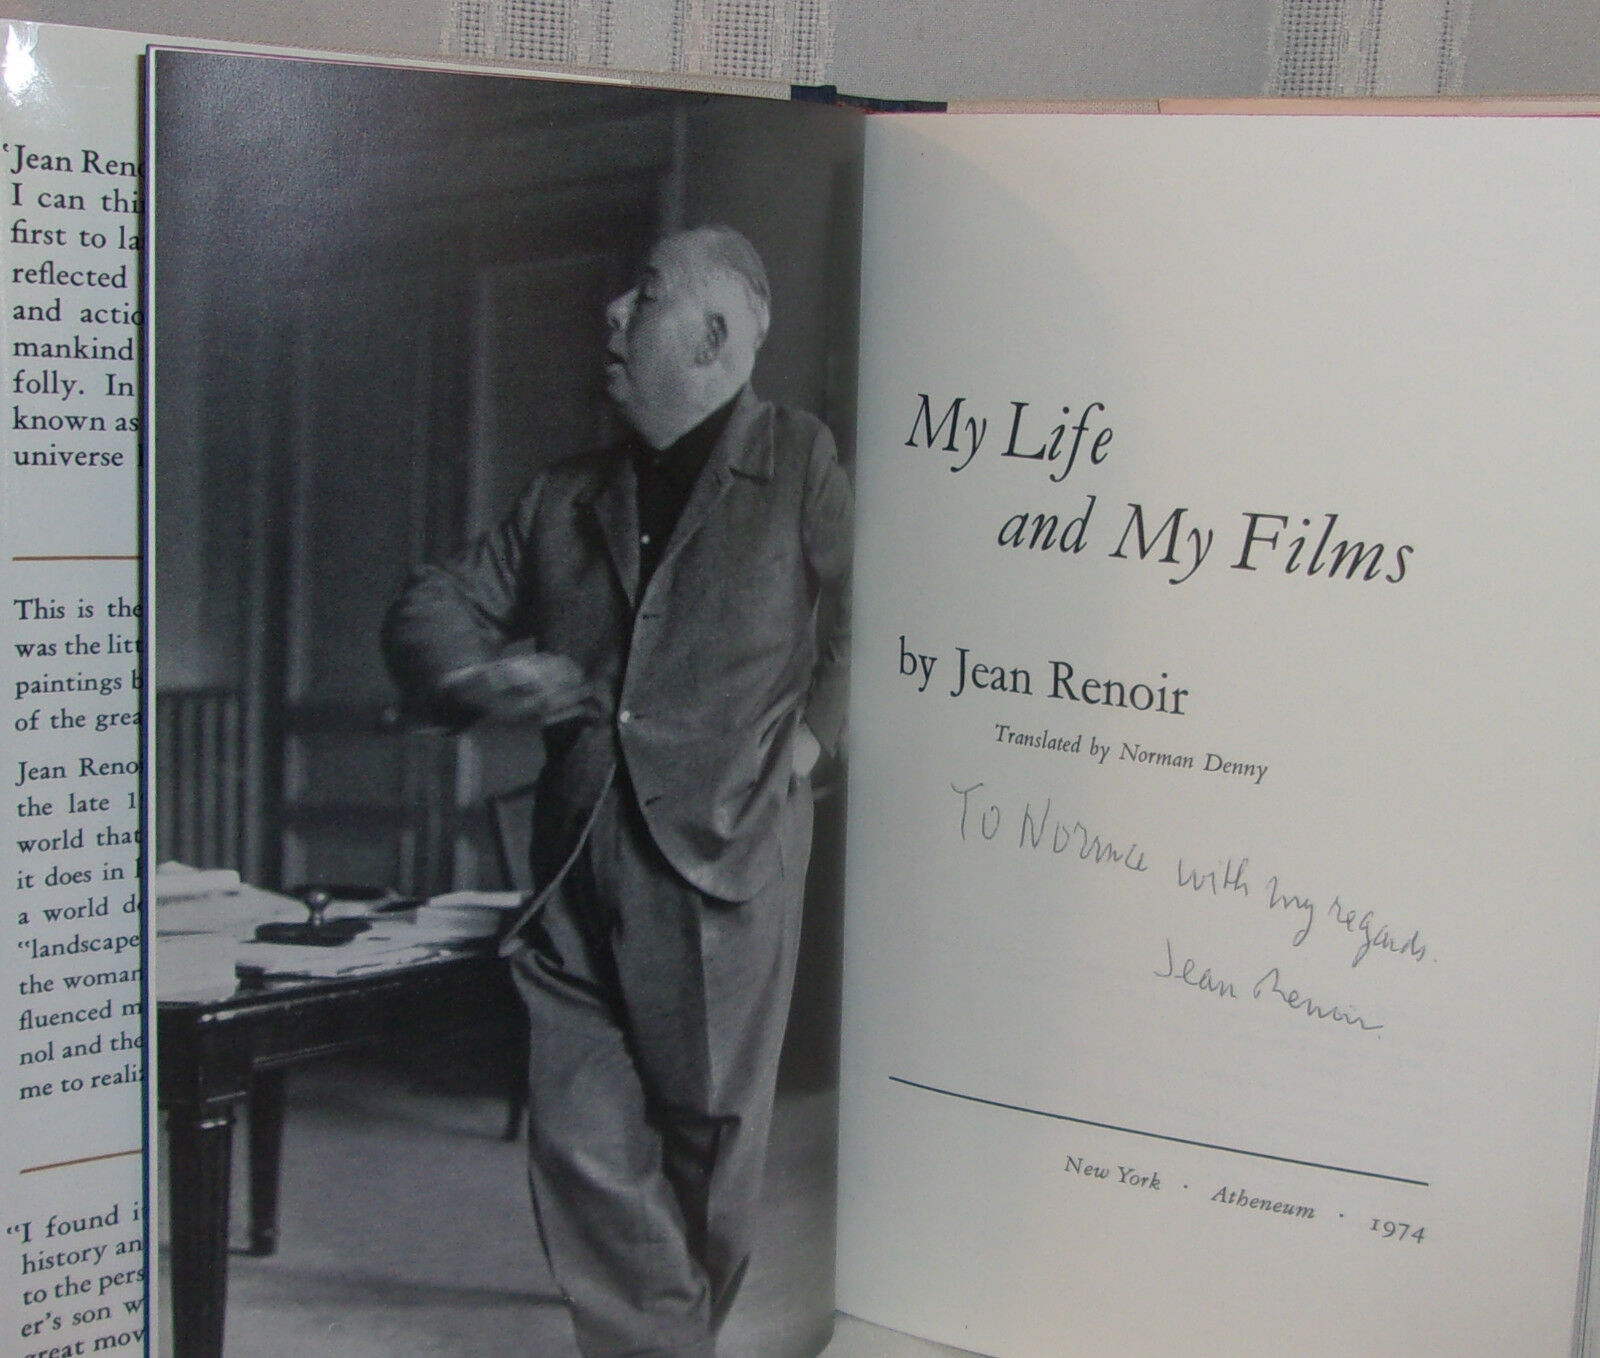 ‘Jean Ren
I can thi
first to la
reflected
and actio
mankind
folly. In
known as
universe
This is the
was the litt
paintings b
of the grea
Jean Reno
the late 1
world that
it does in
a world d
“landscape
the woman
fluenced m
nol and the
me to realiz
“I found i
history an
to the pers
er’s son w
great mov
My Life
and My Films
by Jean Renoir
Translated by Norman Denny
To with my regards.
Jean Renoir
New York · Atheneum · 1974